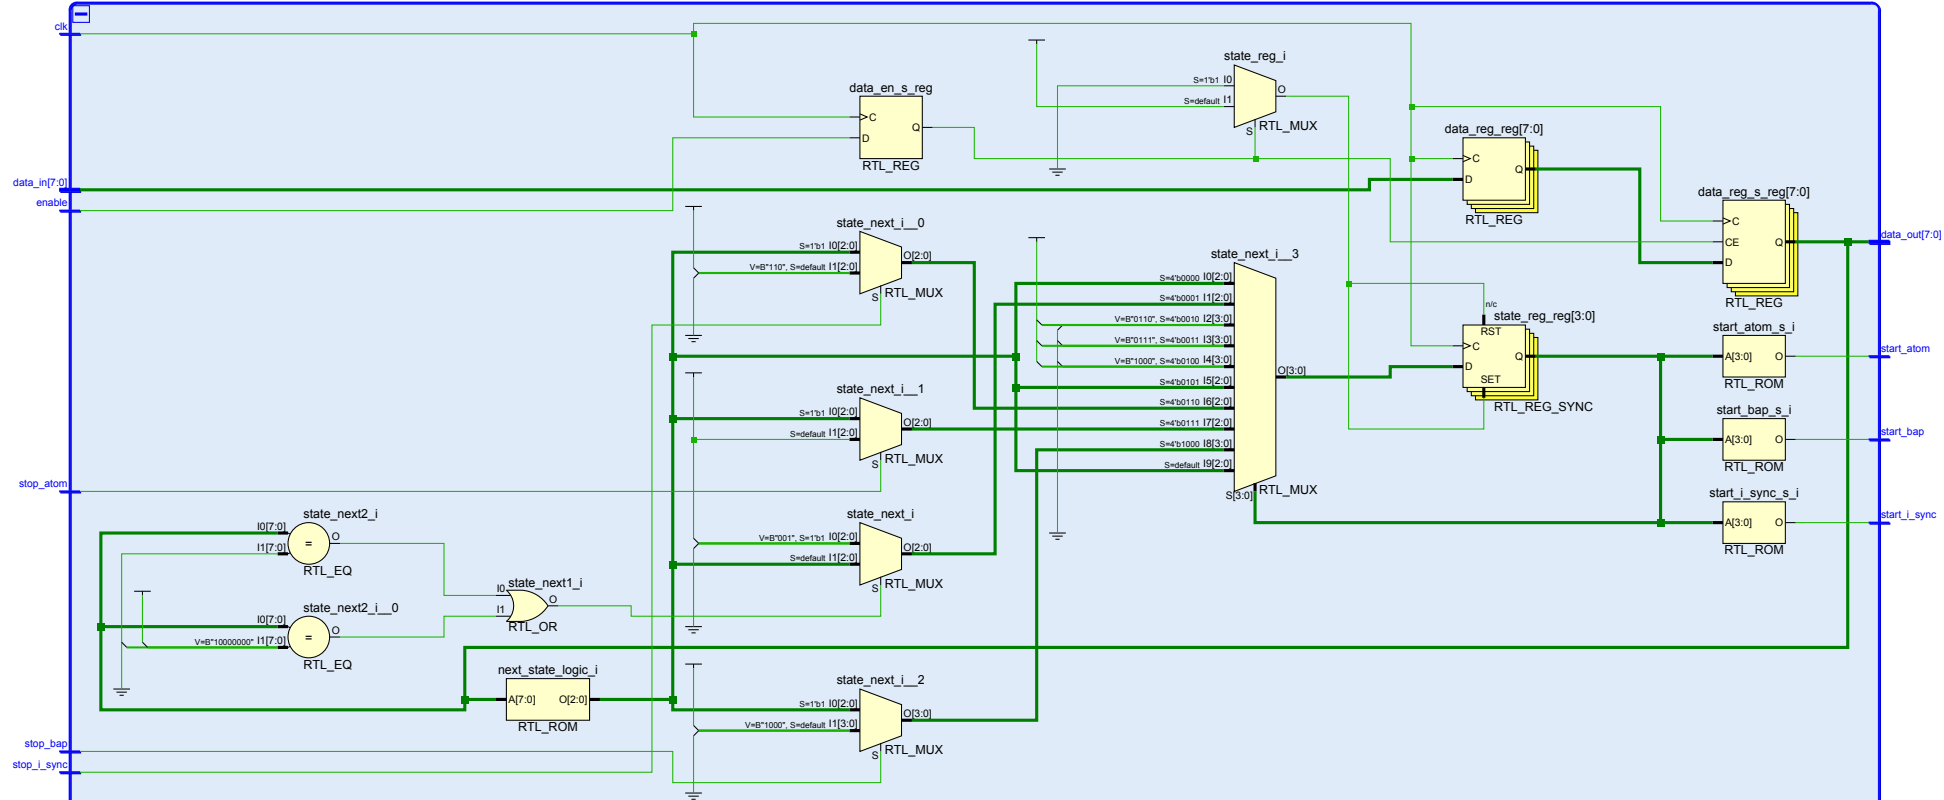 clk
data_in[7:0]
enable
stop_atom
stop_bap
stop_i_sync
data_en_s_reg
C
D
Q
RTL_REG
state_reg_i
S=1'b1 I0
S=default I1
O
S
RTL_MUX
data_reg_reg[7:0]
C
D
Q
RTL_REG
data_reg_s_reg[7:0]
C
CE
D
Q
RTL_REG
data_out[7:0]
state_next_i__0
S=1'b1 I0[2:0]
V=B"110", S=default I1[2:0]
O[2:0]
S
RTL_MUX
state_next_i__3
S=4'b0000 I0[2:0]
S=4'b0001 I1[2:0]
V=B"0110", S=4'b0010 I2[3:0]
V=B"0111", S=4'b0011 I3[3:0]
V=B"1000", S=4'b0100 I4[3:0]
S=4'b0101 I5[2:0]
S=4'b0110 I6[2:0]
S=4'b0111 I7[2:0]
S=4'b1000 I8[3:0]
S=default I9[2:0]
O[3:0]
S[3:0]
RTL_MUX
n/c
state_reg_reg[3:0]
RST
C
D
Q
SET
RTL_REG_SYNC
start_atom_s_i
A[3:0]
O
RTL_ROM
start_atom
start_bap_s_i
A[3:0]
O
RTL_ROM
start_bap
start_i_sync_s_i
A[3:0]
O
RTL_ROM
start_i_sync
state_next_i__1
S=1'b1 I0[2:0]
S=default I1[2:0]
O[2:0]
S
RTL_MUX
state_next2_i
I0[7:0]
I1[7:0]
=
O
RTL_EQ
state_next_i
V=B"001", S=1'b1 I0[2:0]
S=default I1[2:0]
O[2:0]
S
RTL_MUX
state_next1_i
I0
I1
O
RTL_OR
state_next2_i__0
I0[7:0]
V=B"10000000" I1[7:0]
=
O
RTL_EQ
next_state_logic_i
A[7:0]
O[2:0]
RTL_ROM
state_next_i__2
S=1'b1 I0[2:0]
V=B"1000", S=default I1[3:0]
O[3:0]
S
RTL_MUX